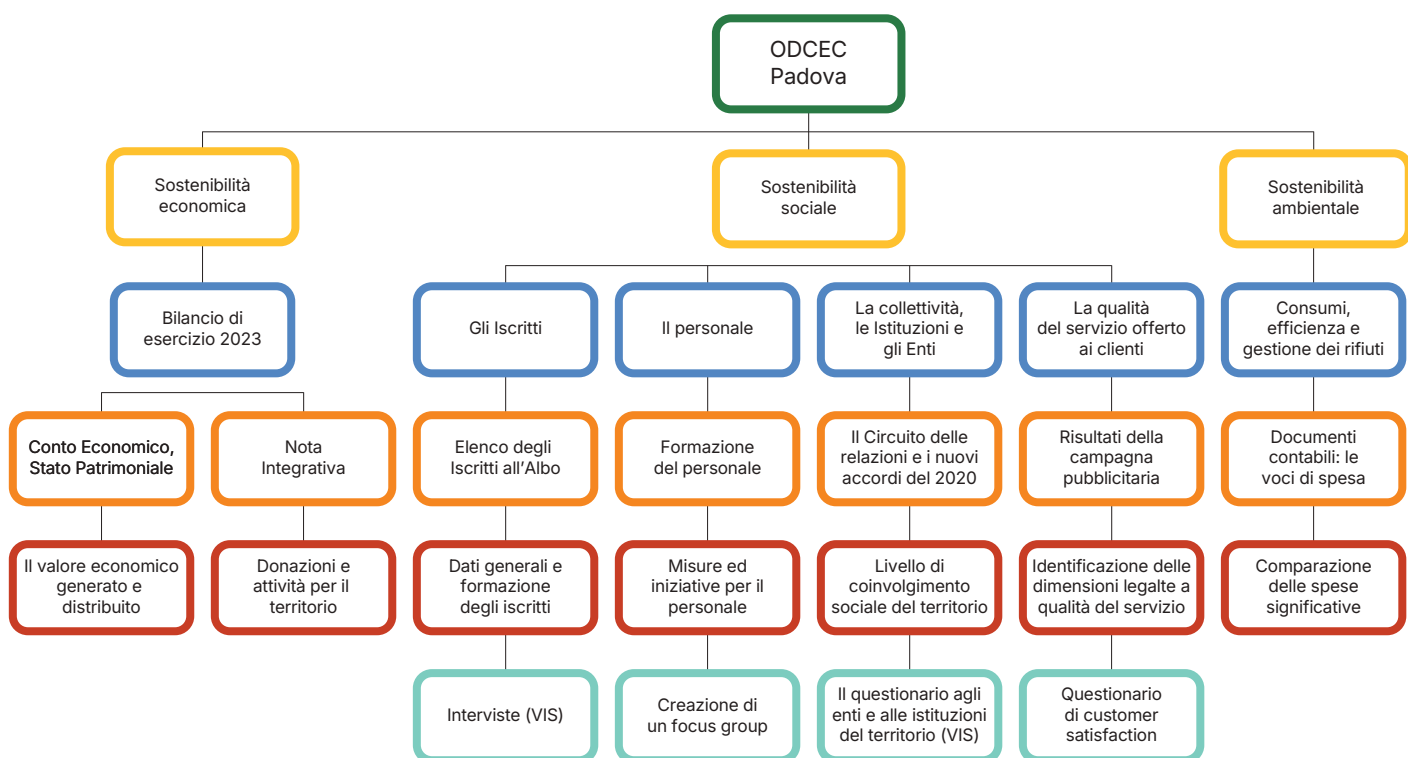 ODCEC
Padova
Sostenibilità
economica
Sostenibilità
sociale
Sostenibilità
ambientale
Bilancio di
esercizio 2023
Gli Iscritti
Il personale
La collettività,
le Istituzioni e
gli Enti
La qualità
del servizio offerto
ai clienti
Consumi,
efficienza e
gestione dei rifiuti
Conto Economico,
Stato Patrimoniale
Nota
Integrativa
Elenco degli
Iscritti all'Albo
Formazione
del personale
Il Circuito delle
relazioni e i nuovi
accordi del 2020
Risultati della
campagna
pubblicitaria
Documenti
contabili: le
voci di spesa
Il valore economico
generato e
distribuito
Donazioni e
attività per il
territorio
Dati generali e
formazione
degli iscritti
Misure ed
iniziative per il
personale
Livello di
coinvolgimento
sociale del territorio
Identificazione delle
dimensioni legalte a
qualità del servizio
Comparazione
delle spese
significative
Interviste (VIS)
Creazione di
un focus group
Il questionario agli
enti e alle istituzioni
del territorio (VIS)
Questionario
di customer
satisfaction